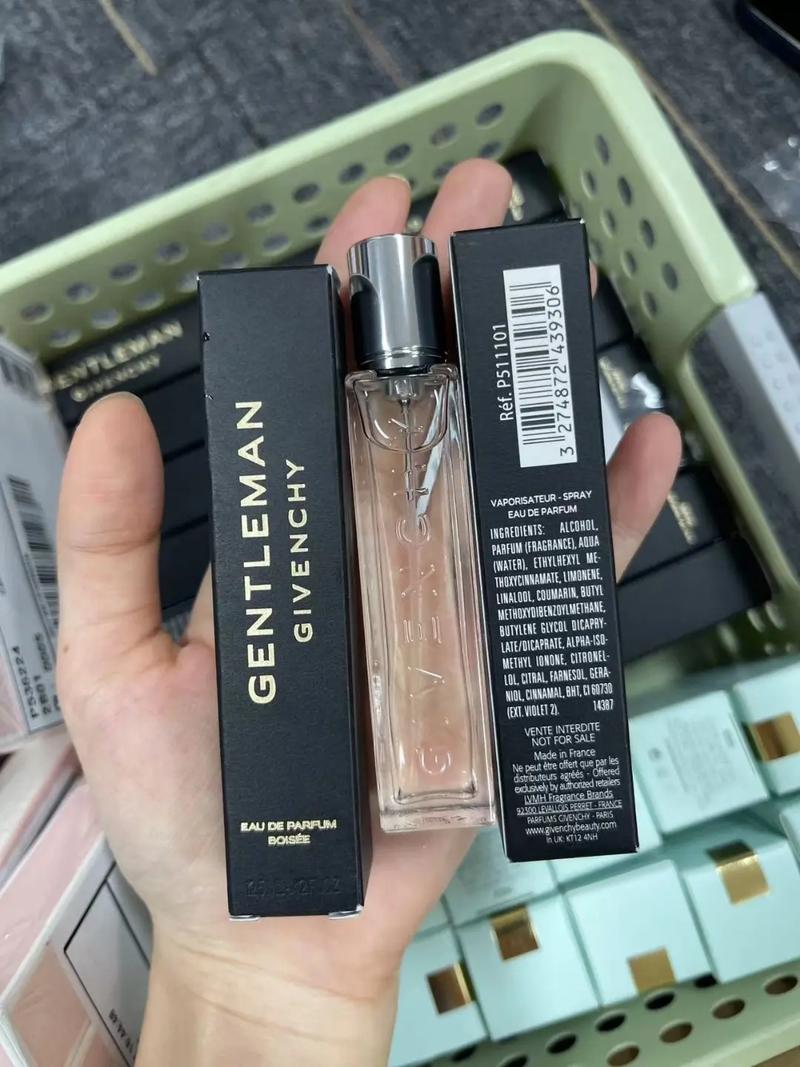 GENTLEMAN
GIVENCHY
GENTLEMAN
GIVENCHY
EAU DE PARFUM
BOISÉE
GIVENCHY
Réf. P511101
3 274872 439306
VAPORISATEUR - SPRAY
EAU DE PARFUM
INGREDIENTS: ALCOHOL,
PARFUM (FRAGRANCE), AQUA
(WATER), ETHYLHEXYL ME-
THOXYCINNAMATE, LIMONENE,
LINALOOL, COUMARIN, BUTYL
METHOXYDIBENZOYLMETHANE,
BUTYLENE GLYCOL DICAPRY-
LATE/DICAPRATE, ALPHA-ISO-
METHYL IONONE, CITRONEL-
LOL, CITRAL, FARNESOL, GERA-
NIOL, CINNAMAL, BHT, CI 60730
(EXT. VIOLET 2). 14387
VENTE INTERDITE
NOT FOR SALE
Made in France
Ne peut être offert que par les
distributeurs agréés - Offered
exclusively by authorized retailers
LVMH Fragrance Brands
92300 LEVALLOIS PERRET - FRANCE
PARFUMS GIVENCHY - PARIS
www.givenchybeauty.com
In UK: KT12 4NH